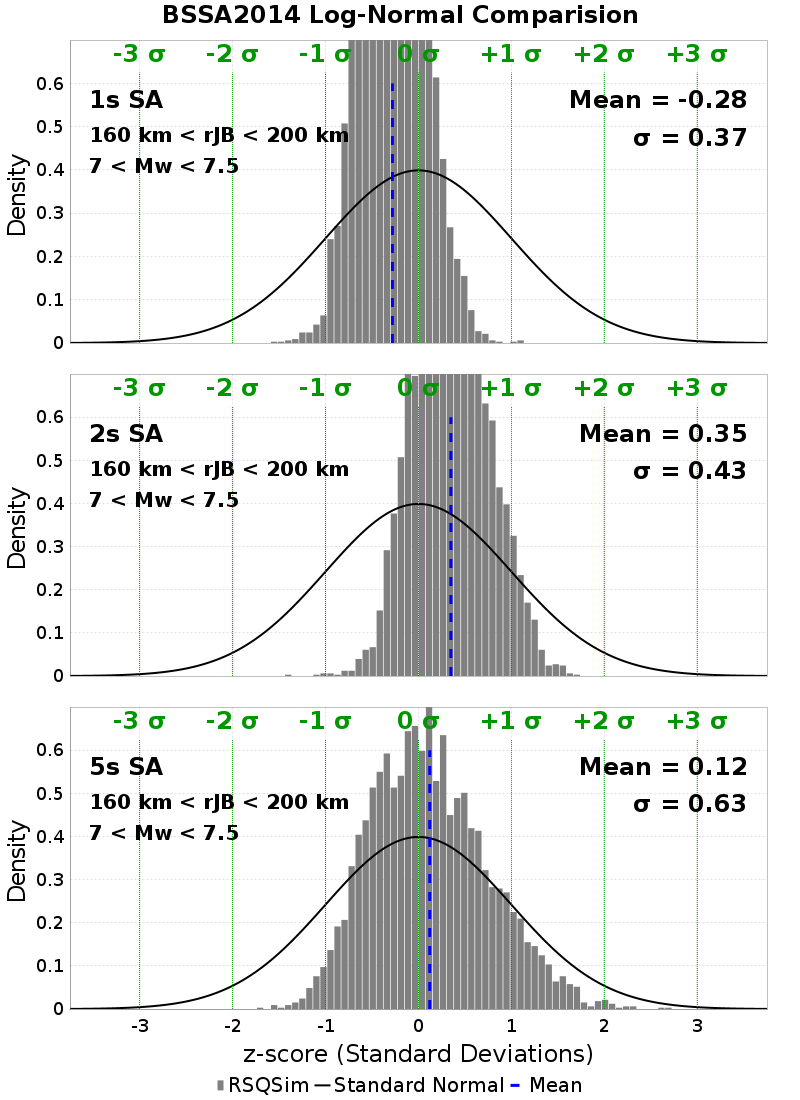 BSSA2014 Log-Normal Comparision
-3 σ -2 σ -1 σ 0 σ +1 σ +2 σ +3 σ
1s SA Mean = -0.28
160 km < rJB < 200 km σ = 0.37
7 < Mw < 7.5
Density
0.6
0.5
0.4
0.3
0.2
0.1
0
-3 σ -2 σ -1 σ 0 σ +1 σ +2 σ +3 σ
2s SA Mean = 0.35
160 km < rJB < 200 km σ = 0.43
7 < Mw < 7.5
Density
0.6
0.5
0.4
0.3
0.2
0.1
0
-3 σ -2 σ -1 σ 0 σ +1 σ +2 σ +3 σ
5s SA Mean = 0.12
160 km < rJB < 200 km σ = 0.63
7 < Mw < 7.5
Density
0.6
0.5
0.4
0.3
0.2
0.1
0
-3 -2 -1 0 1 2 3
z-score (Standard Deviations)
RSQSim Standard Normal Mean